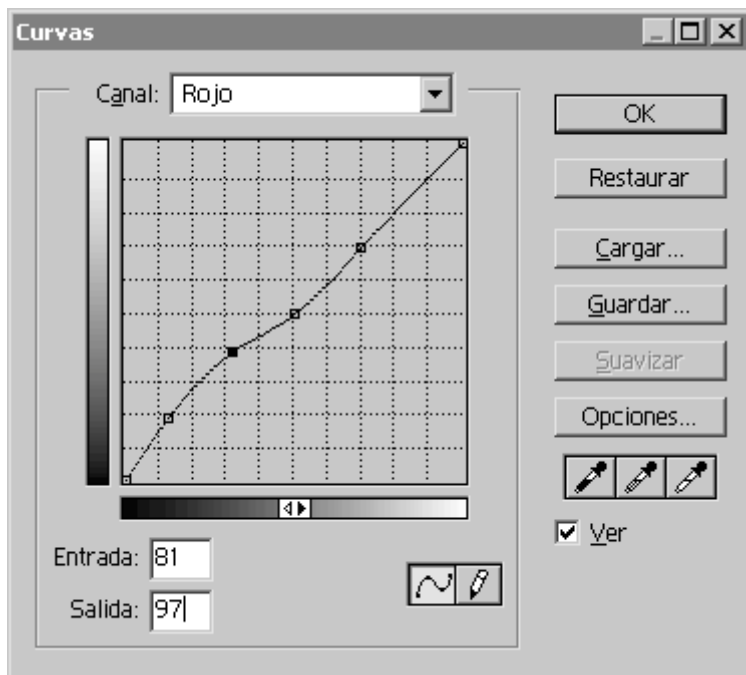 Curvas
Canal: Rojo
OK
Restaurar
Cargar...
Guardar...
Suavizar
Opciones...
Ver
Entrada: 81
Salida: 97